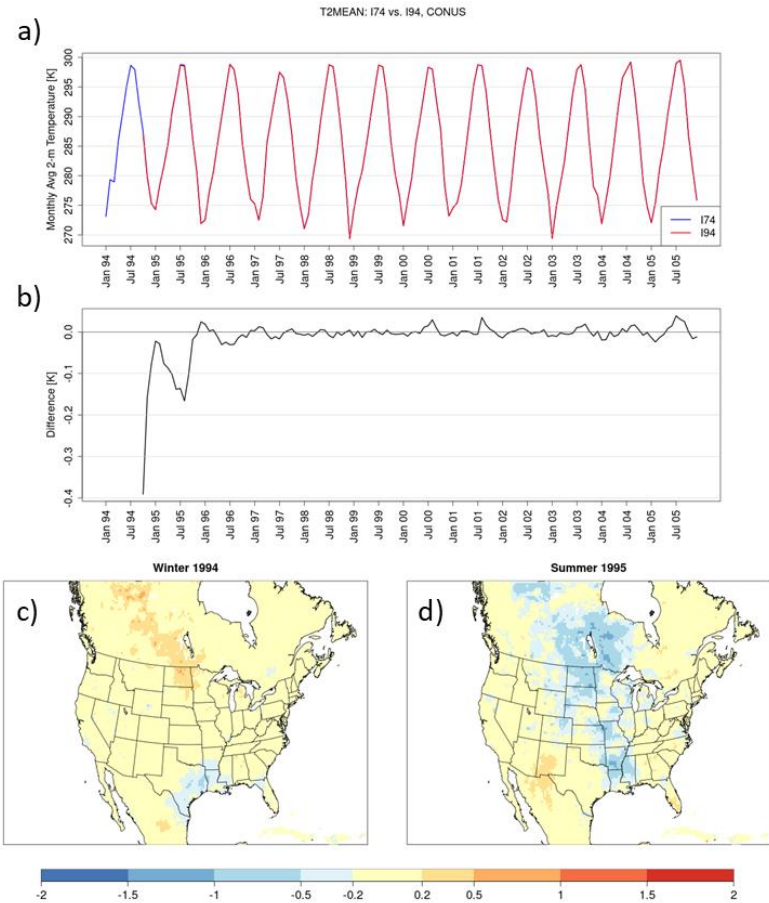 T2MEAN: I74 vs. I94, CONUS
a)
Monthly Avg 2-m Temperature [K]
300
295
290
285
280
275
270
I74
I94
Jan 94
Jul 94
Jan 95
Jul 95
Jan 96
Jul 96
Jan 97
Jul 97
Jan 98
Jul 98
Jan 99
Jul 99
Jan 00
Jul 00
Jan 01
Jul 01
Jan 02
Jul 02
Jan 03
Jul 03
Jan 04
Jul 04
Jan 05
Jul 05
b)
Difference [K]
0.0
-0.1
-0.2
-0.3
-0.4
Jan 94
Jul 94
Jan 95
Jul 95
Jan 96
Jul 96
Jan 97
Jul 97
Jan 98
Jul 98
Jan 99
Jul 99
Jan 00
Jul 00
Jan 01
Jul 01
Jan 02
Jul 02
Jan 03
Jul 03
Jan 04
Jul 04
Jan 05
Jul 05
Winter 1994
Summer 1995
c)
d)
-2 -1.5 -1 -0.5 -0.2 0.2 0.5 1 1.5 2